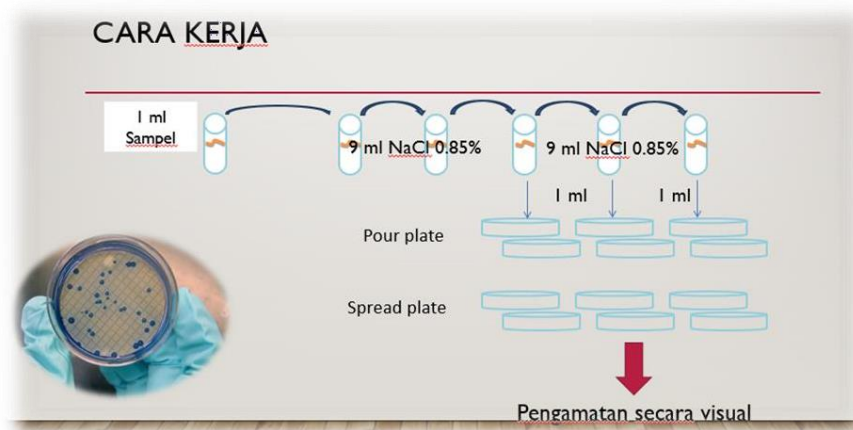 CARA KERJA
1 ml
Sampel
9 ml NaCl 0.85%
9 ml NaCl 0.85%
1 ml
1 ml
Pour plate
Spread plate
Pengamatan secara visual